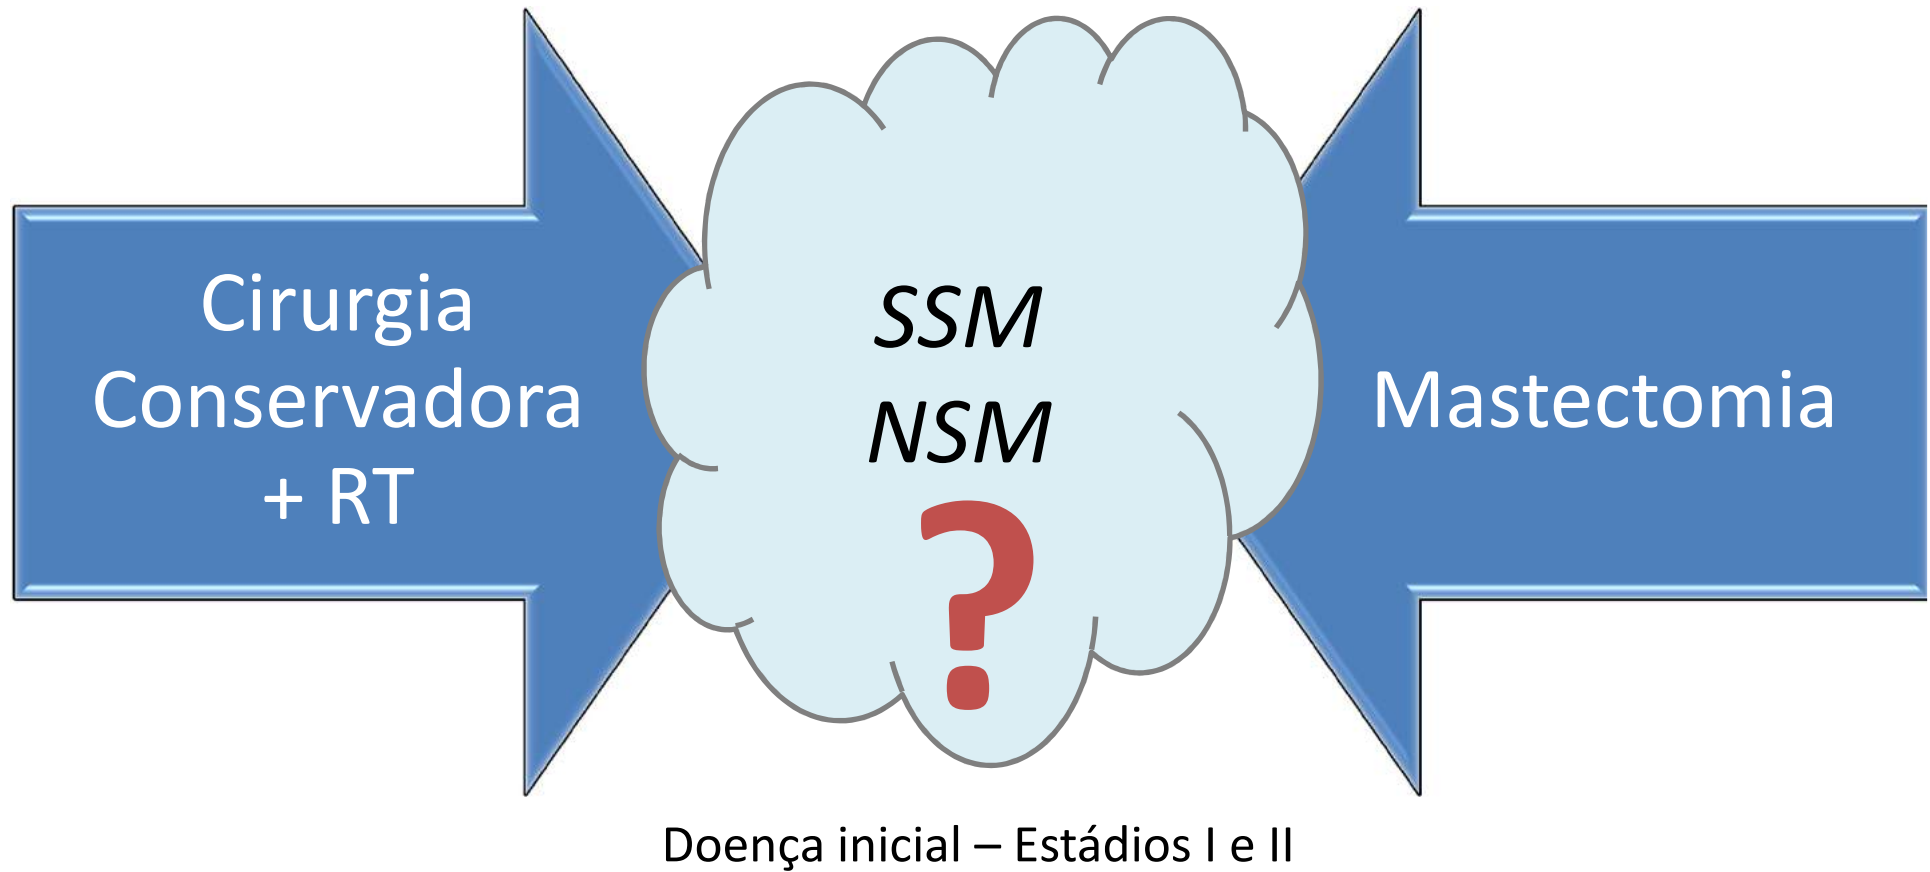 Cirurgia
Conservadora
+ RT
SSM
NSM
?
Mastectomia
Doença inicial – Estádios I e II